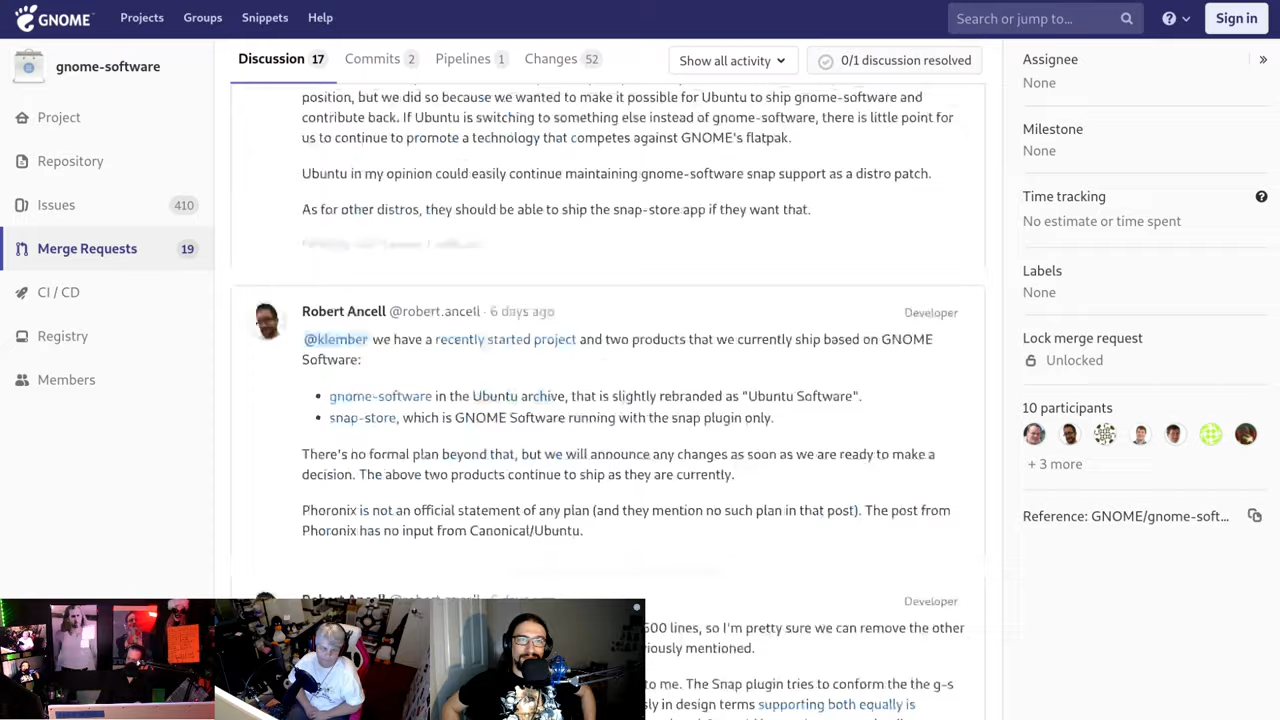 GNOME
Projects
Groups
Snippets
Help
Search or jump to...
Sign in
gnome-software
Project
Repository
Issues 410
Merge Requests 19
CI / CD
Registry
Members
Discussion 17
Commits 2
Pipelines 1
Changes 52
Show all activity
0/1 discussion resolved
position, but we did so because we wanted to make it possible for Ubuntu to ship gnome-software and
contribute back. If Ubuntu is switching to something else instead of gnome-software, there is little point for
us to continue to promote a technology that competes against GNOME's flatpak.
Ubuntu in my opinion could easily continue maintaining gnome-software snap support as a distro patch.
As for other distros, they should be able to ship the snap-store app if they want that.
Robert Ancell @robert.ancell · 6 days ago
Developer
@klember we have a recently started project and two products that we currently ship based on GNOME
Software:
• gnome-software in the Ubuntu archive, that is slightly rebranded as "Ubuntu Software".
• snap-store, which is GNOME Software running with the snap plugin only.
There's no formal plan beyond that, but we will announce any changes as soon as we are ready to make a
decision. The above two products continue to ship as they are currently.
Phoronix is not an official statement of any plan (and they mention no such plan in that post). The post from
Phoronix has no input from Canonical/Ubuntu.
Robert Ancell @robert.ancell · 6 days ago
Developer
600 lines, so I'm pretty sure we can remove the other
viously mentioned.
to me. The Snap plugin tries to conform the the g-s
sly in design terms supporting both equally is
Assignee
None
Milestone
None
Time tracking
No estimate or time spent
Labels
None
Lock merge request
Unlocked
10 participants
+ 3 more
Reference: GNOME/gnome-soft...